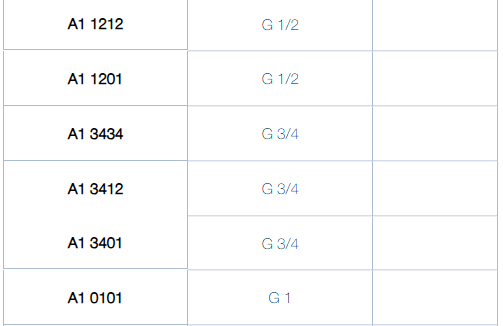 A1 1212 G 1/2
A1 1201 G 1/2
A1 3434 G 3/4
A1 3412 G 3/4
A1 3401 G 3/4
A1 0101 G 1